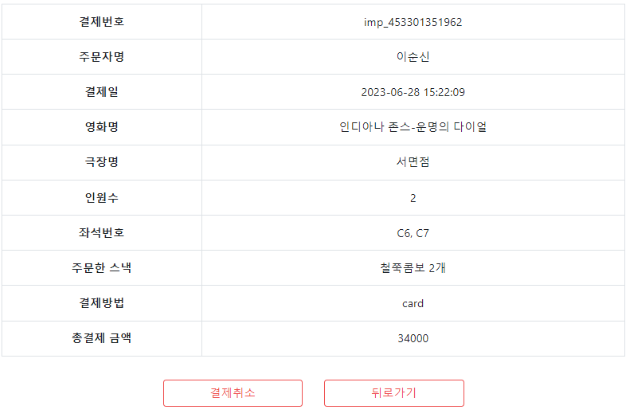 결제번호 imp_453301351962
주문자명 이순신
결제일 2023-06-28 15:22:09
영화명 인디아나 존스-운명의 다이얼
극장명 서면점
인원수 2
좌석번호 C6, C7
주문한 스낵 철쭉콤보 2개
결제방법 card
총결제 금액 34000
결제취소 뒤로가기